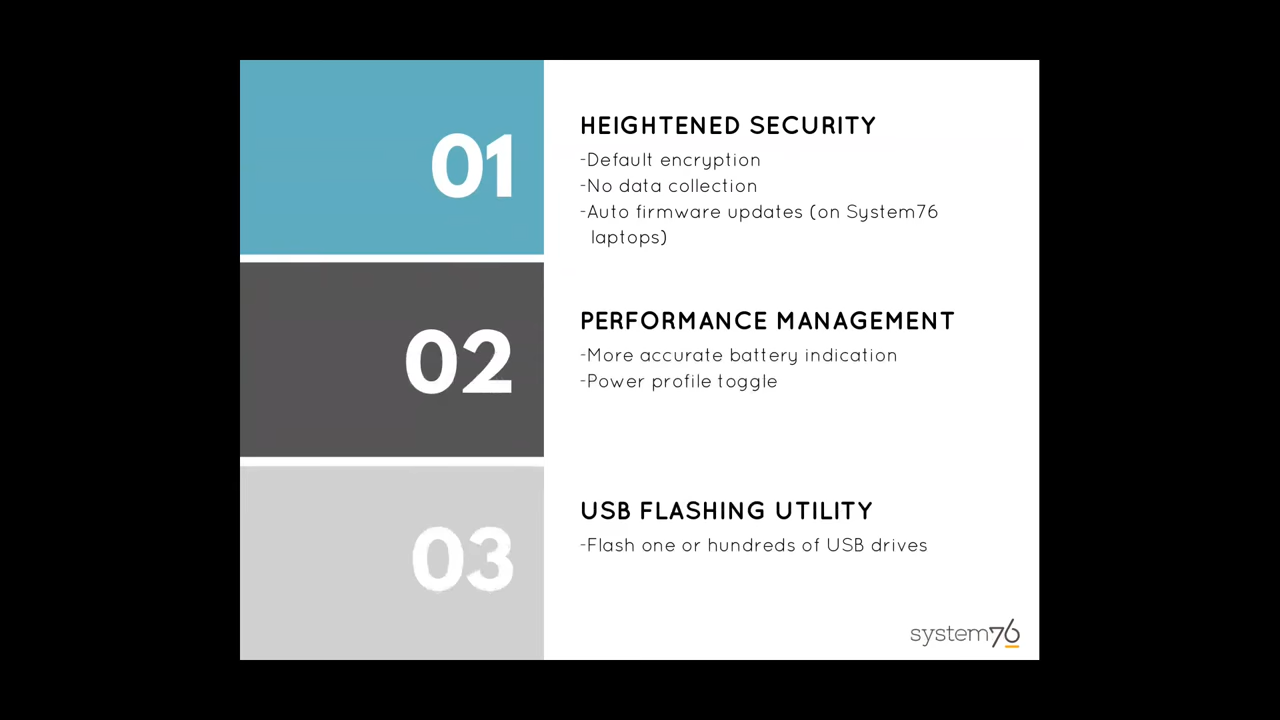 01
HEIGHTENED SECURITY
-Default encryption
-No data collection
-Auto firmware updates (on System76
laptops)
02
PERFORMANCE MANAGEMENT
-More accurate battery indication
-Power profile toggle
03
USB FLASHING UTILITY
-Flash one or hundreds of USB drives
system76